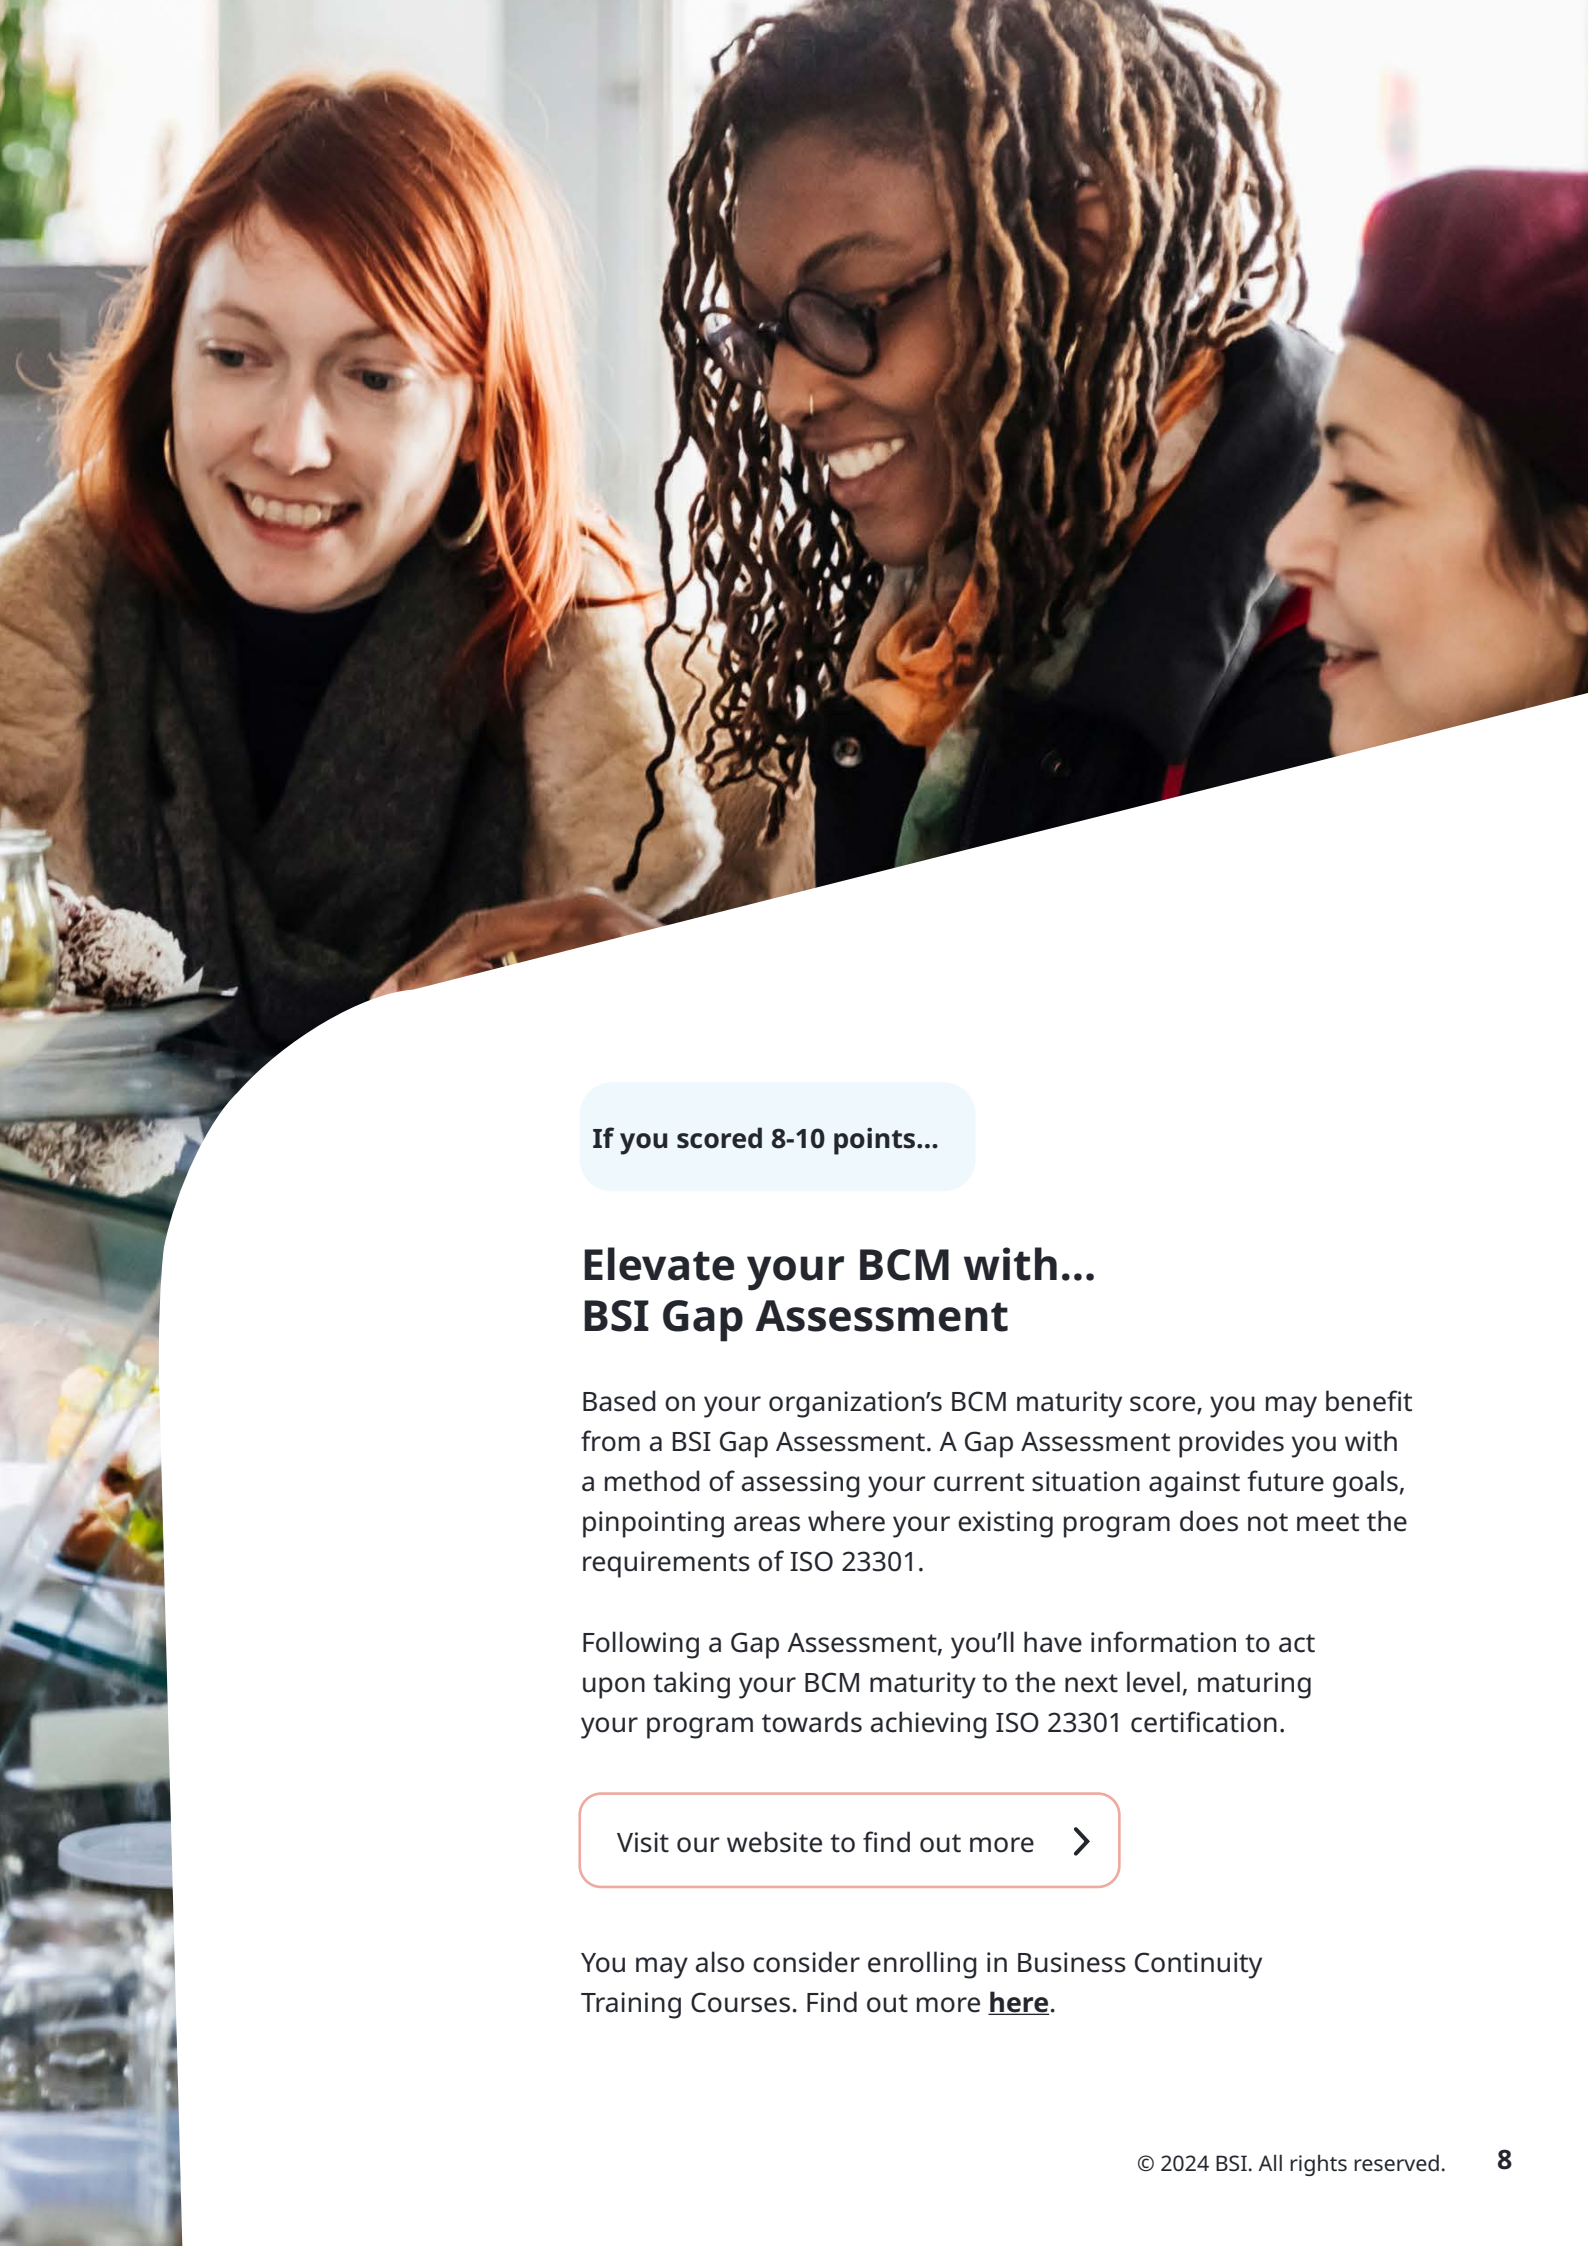 If you scored 8-10 points...
Elevate your BCM with...
BSI Gap Assessment
Based on your organization’s BCM maturity score, you may benefit
from a BSI Gap Assessment. A Gap Assessment provides you with
a method of assessing your current situation against future goals,
pinpointing areas where your existing program does not meet the
requirements of ISO 23301.
Following a Gap Assessment, you’ll have information to act
upon taking your BCM maturity to the next level, maturing
your program towards achieving ISO 23301 certification.
Visit our website to find out more
You may also consider enrolling in Business Continuity
Training Courses. Find out more here.
© 2024 BSI. All rights reserved. 8